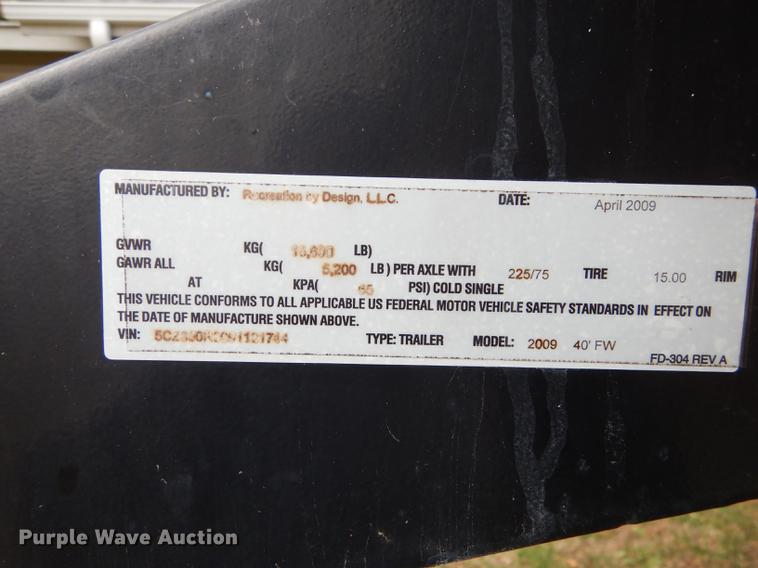 MANUFACTURED BY: Recreation by Design, L.L.C. DATE: April 2009
GVWR KG( LB)
GAWR ALL KG( 5,200 LB ) PER AXLE WITH 225/75 TIRE 15.00 RIM
AT KPA( 65 PSI) COLD SINGLE
THIS VEHICLE CONFORMS TO ALL APPLICABLE US FEDERAL MOTOR VEHICLE SAFETY STANDARDS IN EFFECT ON
THE DATE OF MANUFACTURE SHOWN ABOVE.
VIN: TYPE: TRAILER MODEL: 2009 40' FW
FD-304 REV A
Purple Wave Auction